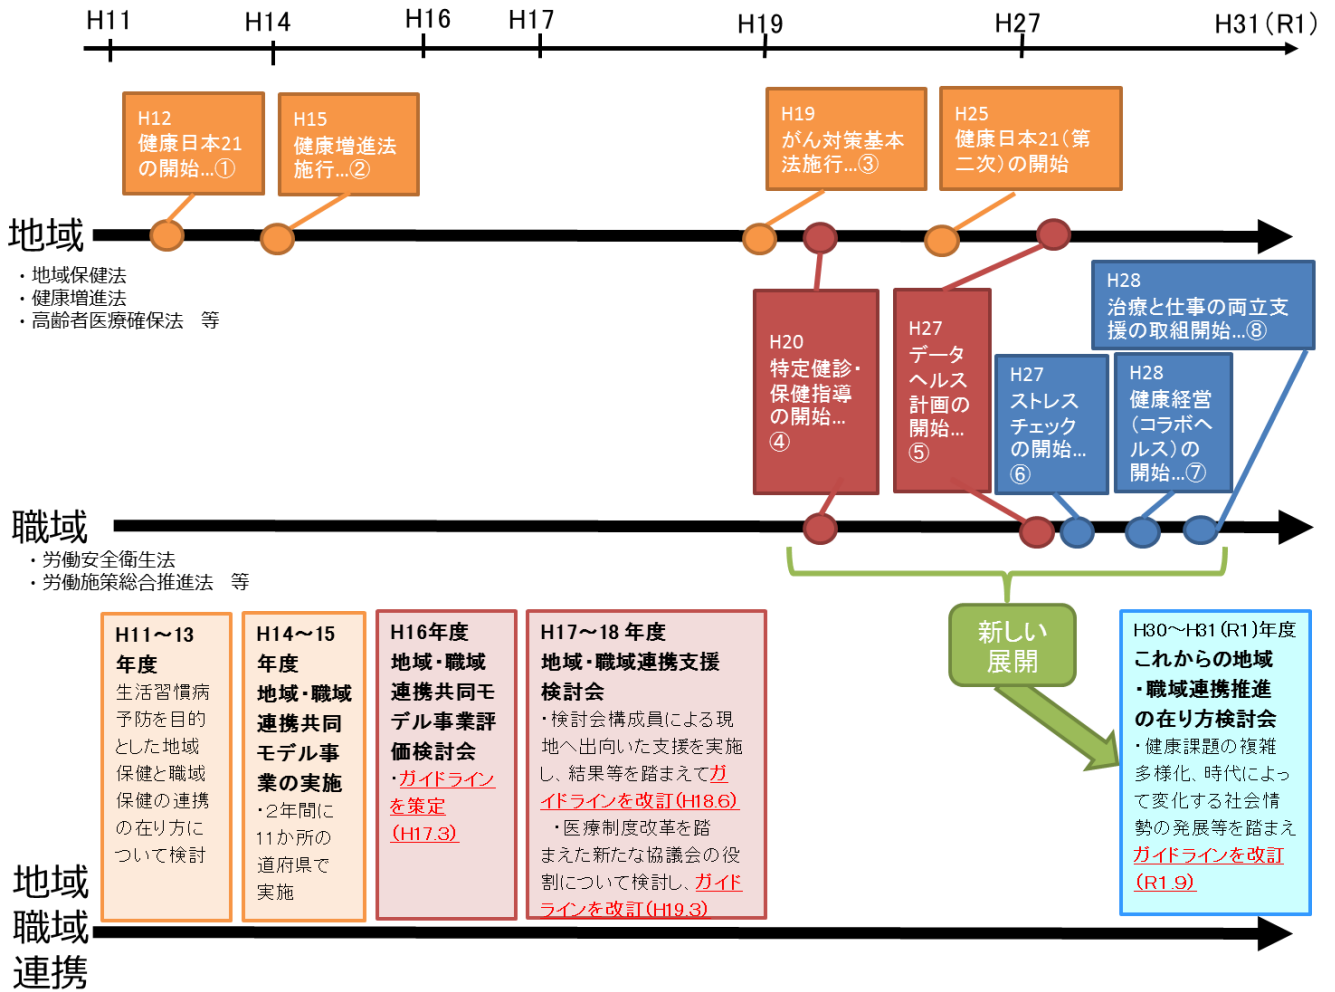 H11
H14
H16
H17
H19
H27
H31(R1)
H12
健康日本21
の開始…①
H15
健康増進法
施行…②
H19
がん対策基本
法施行…③
H25
健康日本21(第
二次)の開始
地域
・地域保健法
・健康増進法
・高齢者医療確保法　等
H20
特定健診・
保健指導
の開始…
④
H27
データ
ヘルス
計画の
開始…
⑤
H28
治療と仕事の両立支
援の取組開始…⑧
H27
ストレス
チェック
の開始…
⑥
H28
健康経営
(コラボヘ
ルス)の
開始…⑦
職域
・労働安全衛生法
・労働施策総合推進法　等
H11～13
年度
生活習慣病
予防を目的
とした地域
保健と職域
保健の連携
の在り方に
ついて検討
H14～15
年度
地域・職域
連携共同
モデル事
業の実施
・2年間に
11か所の
道府県で
実施
H16年度
地域・職域
連携共同モ
デル事業評
価検討会
・ガイドライン
を策定
(H17.3)
H17～18 年度
地域・職域連携支援
検討会
・検討会構成員による現
地へ出向いた支援を実施
し、結果等を踏まえてガ
イドラインを改訂(H18.6)
・医療制度改革を踏
まえた新たな協議会の役
割について検討し、ガイド
ラインを改訂(H19.3)
新しい
展開
H30～H31(R1)年度
これからの地域
・職域連携推進
の在り方検討会
・健康課題の複雑
多様化、時代によっ
て変化する社会情
勢の発展等を踏まえ
ガイドラインを改訂
(R1.9)
地域
職域
連携